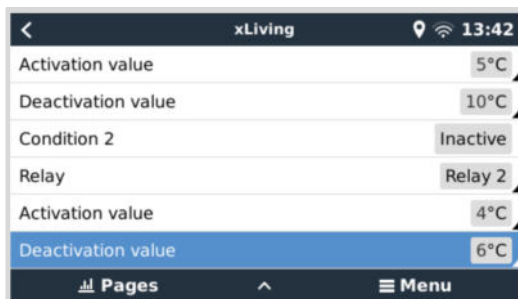 xLiving 13:42
Activation value 5°C
Deactivation value 10°C
Condition 2 Inactive
Relay Relay 2
Activation value 4°C
Deactivation value 6°C
Pages Menu